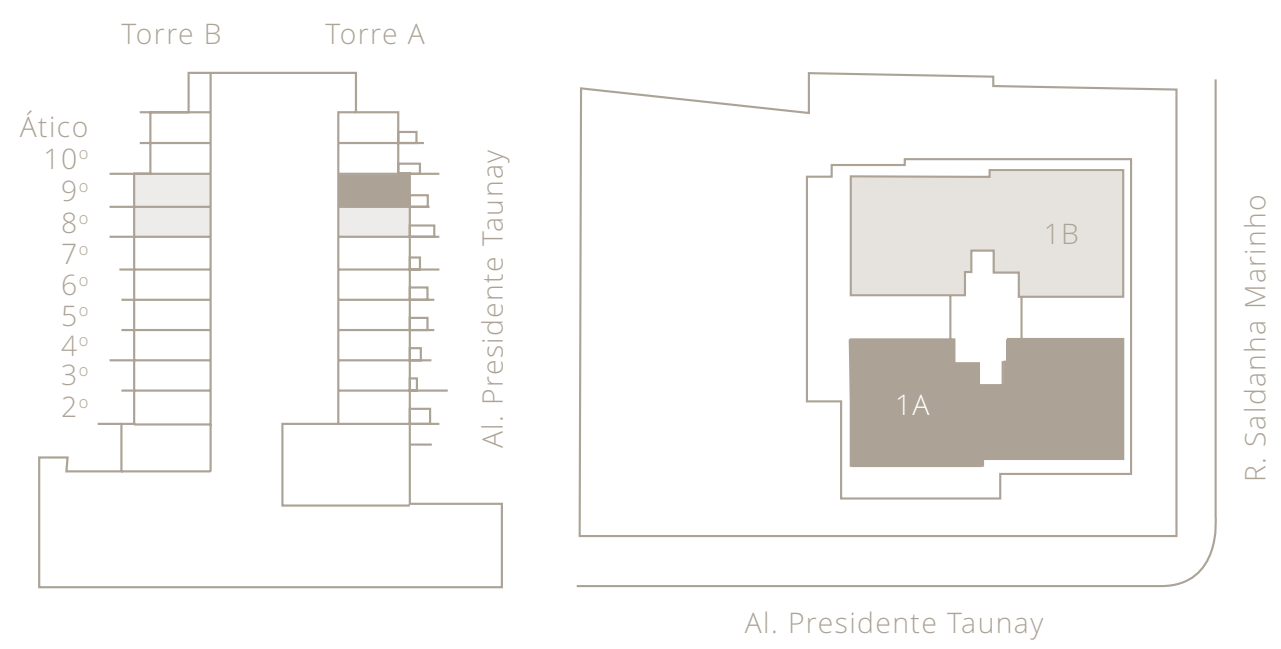 Torre B
Torre A
Ático
10º
9º
8º
7º
6º
5º
4º
3º
2º
Al. Presidente Taunay
1B
1A
R. Saldanha Marinho
Al. Presidente Taunay